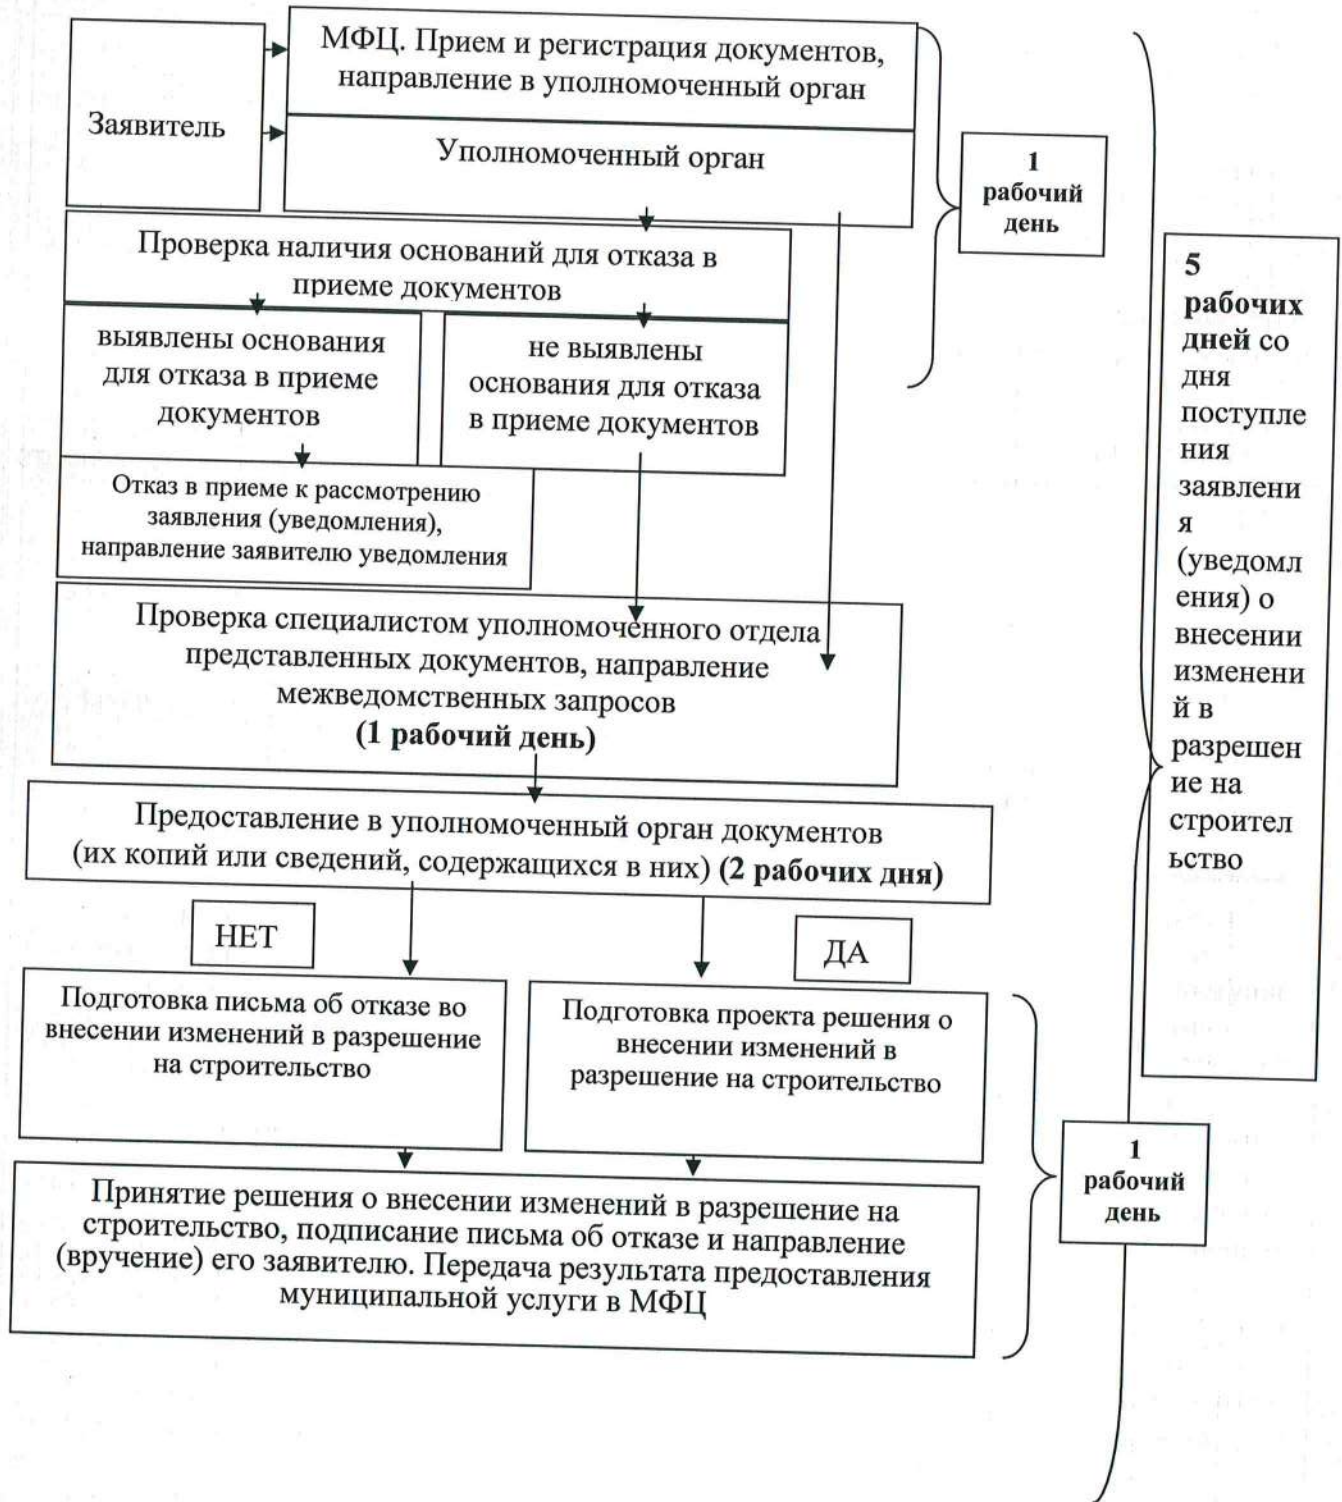 МФЦ. Прием и регистрация документов,
направление в уполномоченный орган
Заявитель
Уполномоченный орган
1
рабочий
день
Проверка наличия оснований для отказа в
приеме документов
выявлены основания
для отказа в приеме
документов
не выявлены
основания для отказа
в приеме документов
Отказ в приеме к рассмотрению
заявления (уведомления),
направление заявителю уведомления
Проверка специалистом уполномоченного отдела
представленных документов, направление
межведомственных запросов
(1 рабочий день)
Предоставление в уполномоченный орган документов
(их копий или сведений, содержащихся в них) (2 рабочих дня)
НЕТ
ДА
Подготовка письма об отказе во
внесении изменений в разрешение
на строительство
Подготовка проекта решения о
внесении изменений в
разрешение на строительство
Принятие решения о внесении изменений в разрешение на
строительство, подписание письма об отказе и направление
(вручение) его заявителю. Передача результата предоставления
муниципальной услуги в МФЦ
1
рабочий
день
5
рабочих
дней со
дня
поступле
ния
заявлени
я
(уведомл
ения) о
внесении
изменени
й в
разрешен
ие на
строител
ьство